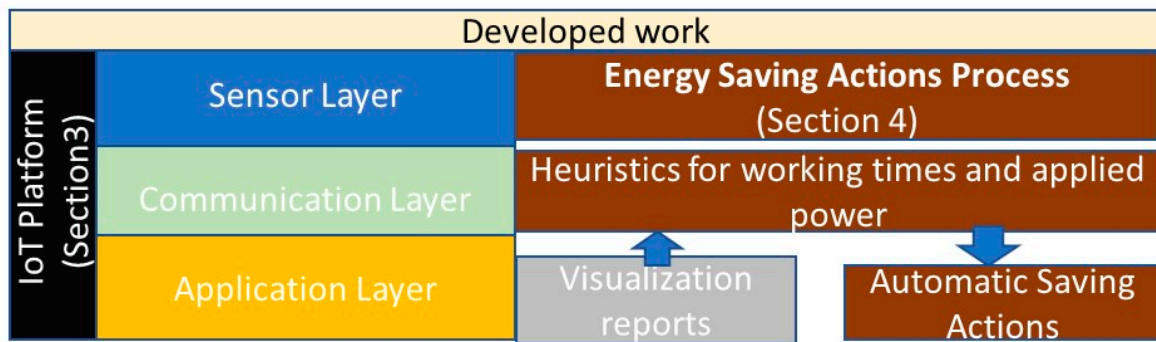 Developed work
IoT Platform
(Section3)
Sensor Layer
Communication Layer
Application Layer
Energy Saving Actions Process
(Section 4)
Heuristics for working times and applied
power
Visualization
reports
Automatic Saving
Actions